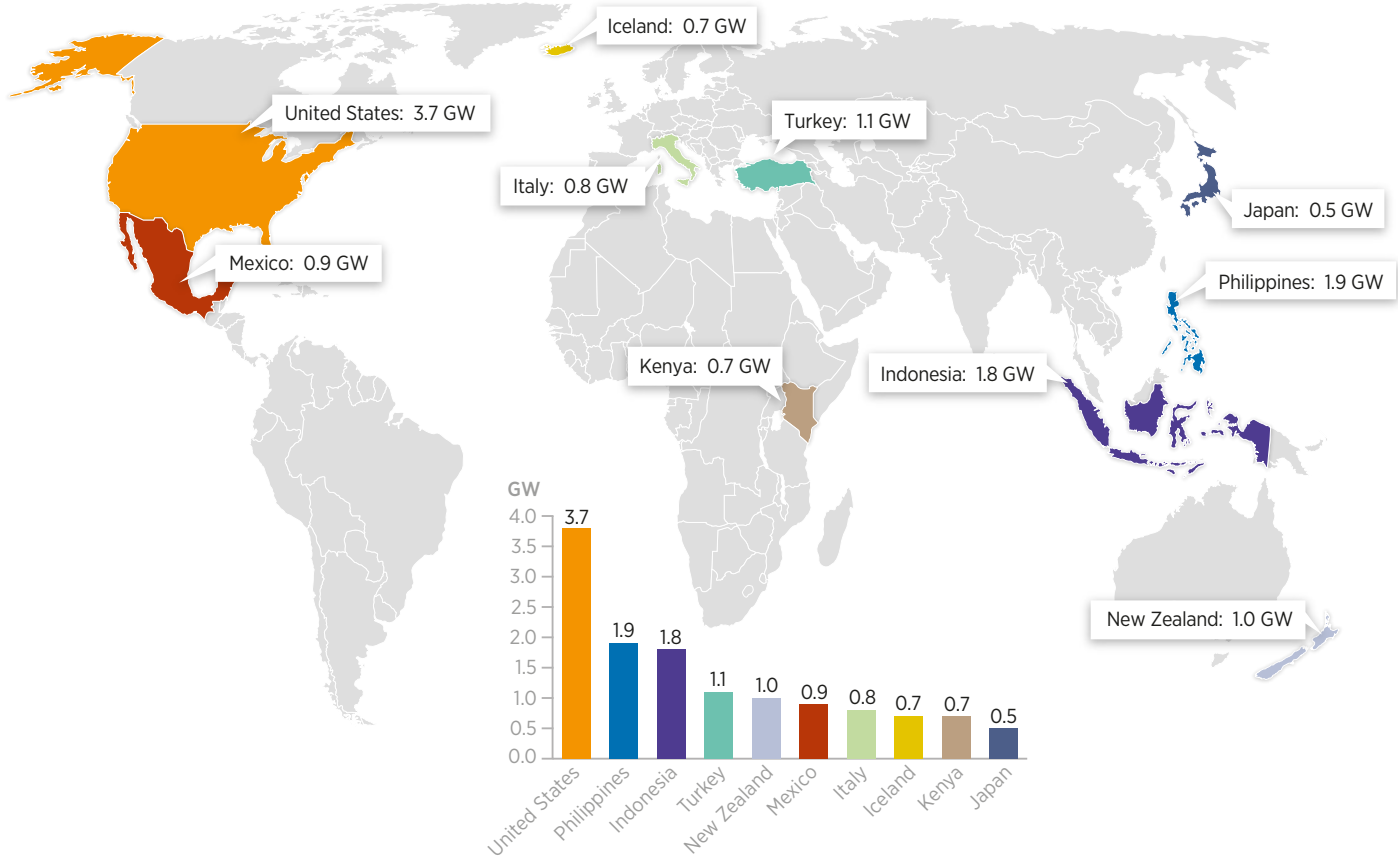 Iceland: 0.7 GW
United States: 3.7 GW
Turkey: 1.1 GW
Italy: 0.8 GW
Japan: 0.5 GW
Mexico: 0.9 GW
Philippines: 1.9 GW
Kenya: 0.7 GW
Indonesia: 1.8 GW
New Zealand: 1.0 GW
GW
4.0
3.5
3.0
2.5
2.0
1.5
1.0
0.5
0.0
3.7
1.9
1.8
1.1
1.0
0.9
0.8
0.7
0.7
0.5
United States
Philippines
Indonesia
Turkey
New Zealand
Mexico
Italy
Iceland
Kenya
Japan